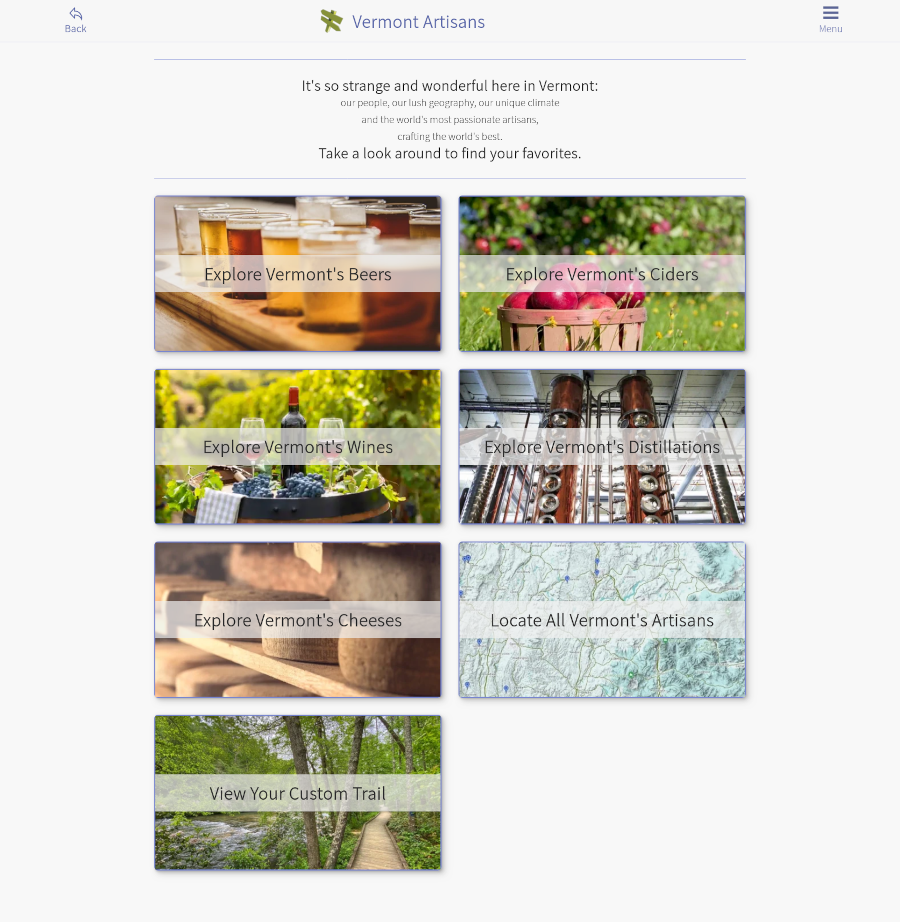 Back
Vermont Artisans
Menu
It's so strange and wonderful here in Vermont:
our people, our lush geography, our unique climate
and the world's most passionate artisans,
crafting the world's best.
Take a look around to find your favorites.
Explore Vermont's Beers
Explore Vermont's Ciders
Explore Vermont's Wines
Explore Vermont's Distillations
Explore Vermont's Cheeses
Locate All Vermont's Artisans
View Your Custom Trail